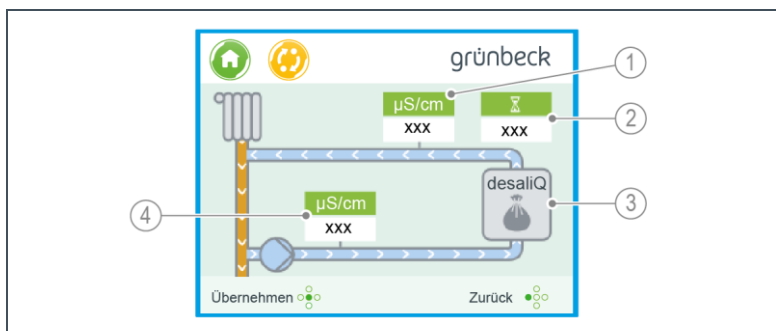 grünbeck
1
µS/cm
2
xxx
xxx
desaliQ
3
4
µS/cm
xxx
Übernehmen
Zurück